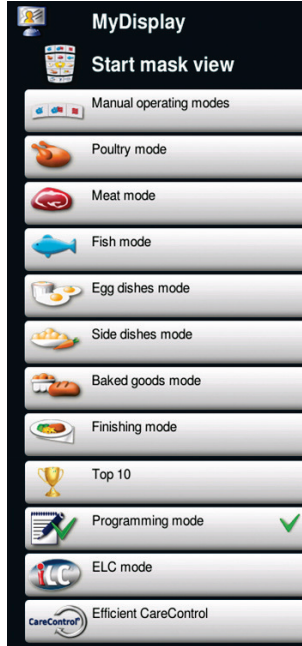 MyDisplay
Start mask view
Manual operating modes
Poultry mode
Meat mode
Fish mode
Egg dishes mode
Side dishes mode
Baked goods mode
Finishing mode
Top 10
Programming mode
iLC ELC mode
CareControl Efficient CareControl